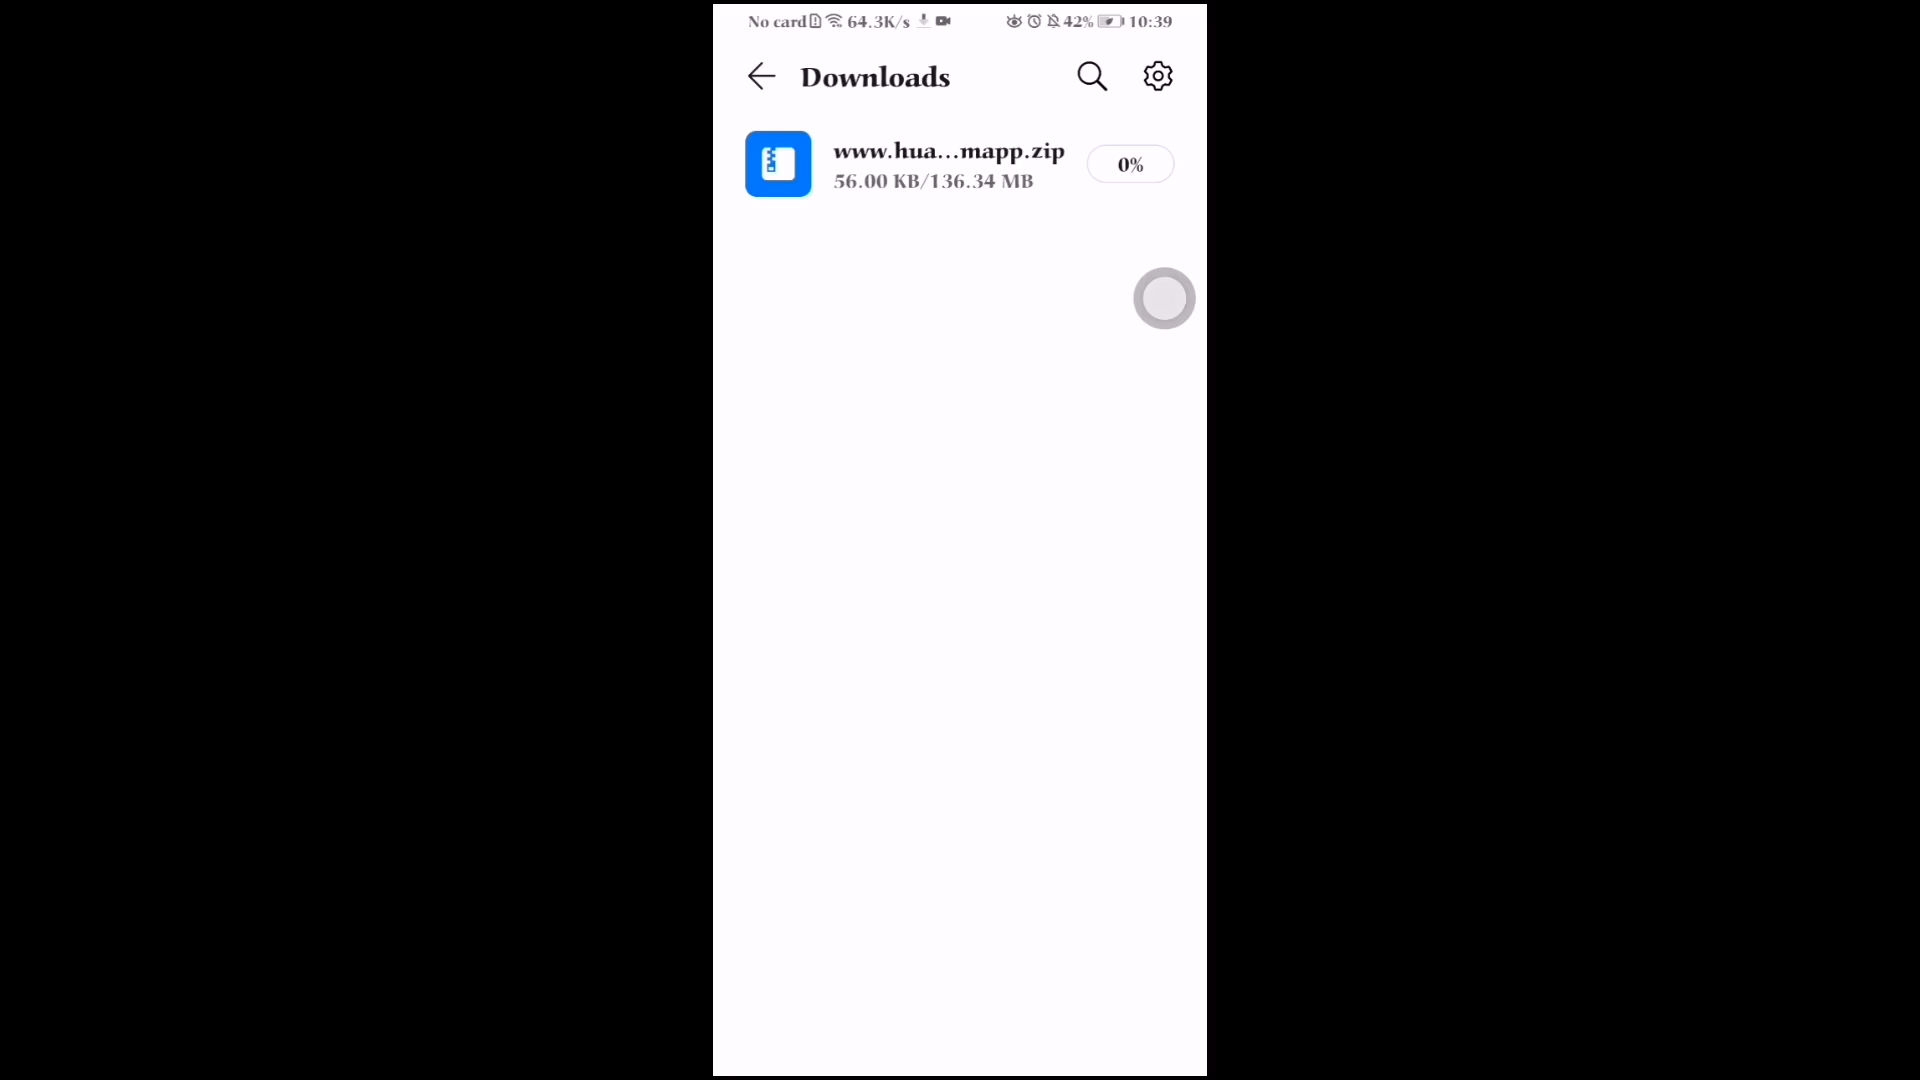 No card 64.3K/s 42% 10:39
Downloads
www.hua...mapp.zip
56.00 KB/136.34 MB
0%